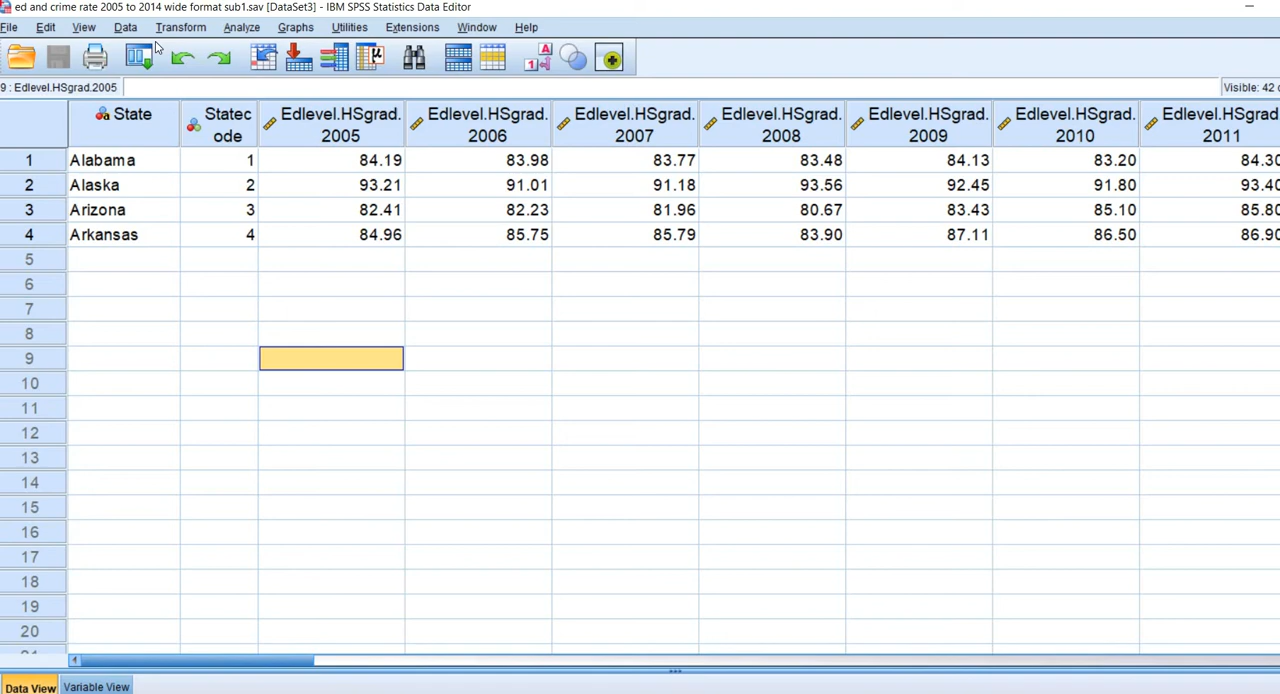 ed and crime rate 2005 to 2014 wide format sub1.sav [DataSet3] - IBM SPSS Statistics Data Editor
File Edit View Data Transform Analyze Graphs Utilities Extensions Window Help
9 : Edlevel.HSgrad.2005 Visible: 42 o
State Statecode Edlevel.HSgrad.2005 Edlevel.HSgrad.2006 Edlevel.HSgrad.2007 Edlevel.HSgrad.2008 Edlevel.HSgrad.2009 Edlevel.HSgrad.2010 Edlevel.HSgrad.2011
1 Alabama 1 84.19 83.98 83.77 83.48 84.13 83.20 84.30
2 Alaska 2 93.21 91.01 91.18 93.56 92.45 91.80 93.40
3 Arizona 3 82.41 82.23 81.96 80.67 83.43 85.10 85.80
4 Arkansas 4 84.96 85.75 85.79 83.90 87.11 86.50 86.90
5
6
7
8
9
10
11
12
13
14
15
16
17
18
19
20
Data View Variable View